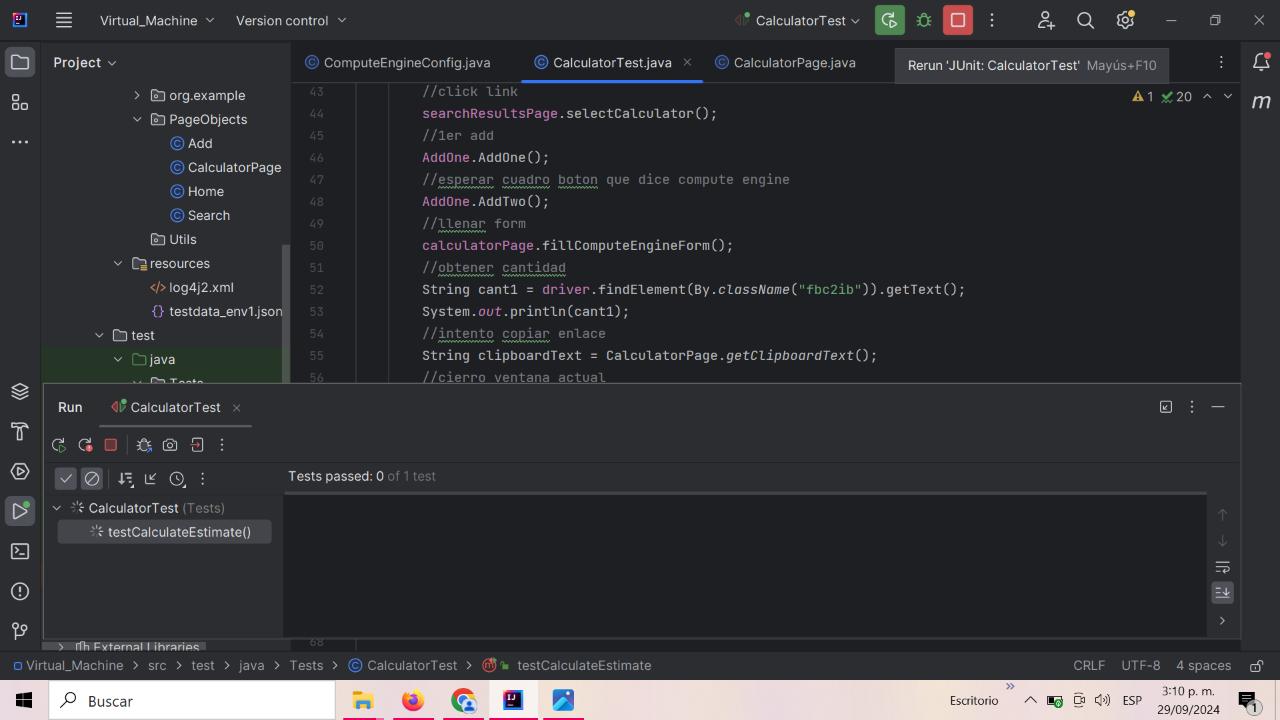 Virtual_Machine
Version control
CalculatorTest
Project
ComputeEngineConfig.java
CalculatorTest.java
CalculatorPage.java
Rerun 'JUnit: CalculatorTest' Mayús+F10
org.example
PageObjects
Add
CalculatorPage
Home
Search
Utils
resources
log4j2.xml
testdata_env1.json
test
java
Tests
1 20
43 //click link
44 searchResultsPage.selectCalculator();
45 //1er add
46 AddOne.AddOne();
47 //esperar cuadro boton que dice compute engine
48 AddOne.AddTwo();
49 //llenar form
50 calculatorPage.fillComputeEngineForm();
51 //obtener cantidad
52 String cant1 = driver.findElement(By.className("fbc2ib")).getText();
53 System.out.println(cant1);
54 //intento copiar enlace
55 String clipboardText = CalculatorPage.getClipboardText();
56 //cierro ventana actual
Run CalculatorTest
Tests passed: 0 of 1 test
CalculatorTest (Tests)
testCalculateEstimate()
External Libraries
68
Virtual_Machine > src > test > java > Tests > CalculatorTest > testCalculateEstimate
CRLF UTF-8 4 spaces
Buscar
Escritorio
ESP
3:10 p. m.
29/09/2024
1